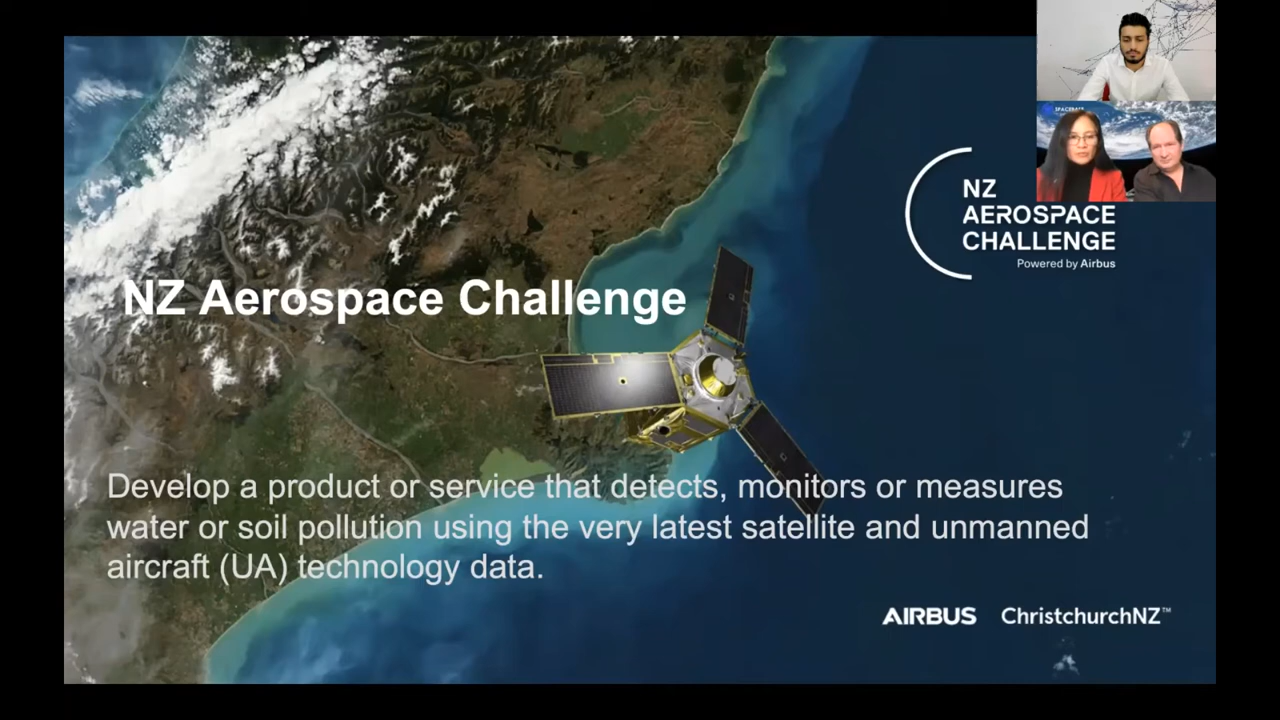 SPACEBASE
NZ
AEROSPACE
CHALLENGE
Powered by Airbus
NZ Aerospace Challenge
Develop a product or service that detects, monitors or measures
water or soil pollution using the very latest satellite and unmanned
aircraft (UA) technology data.
AIRBUS ChristchurchNZ™